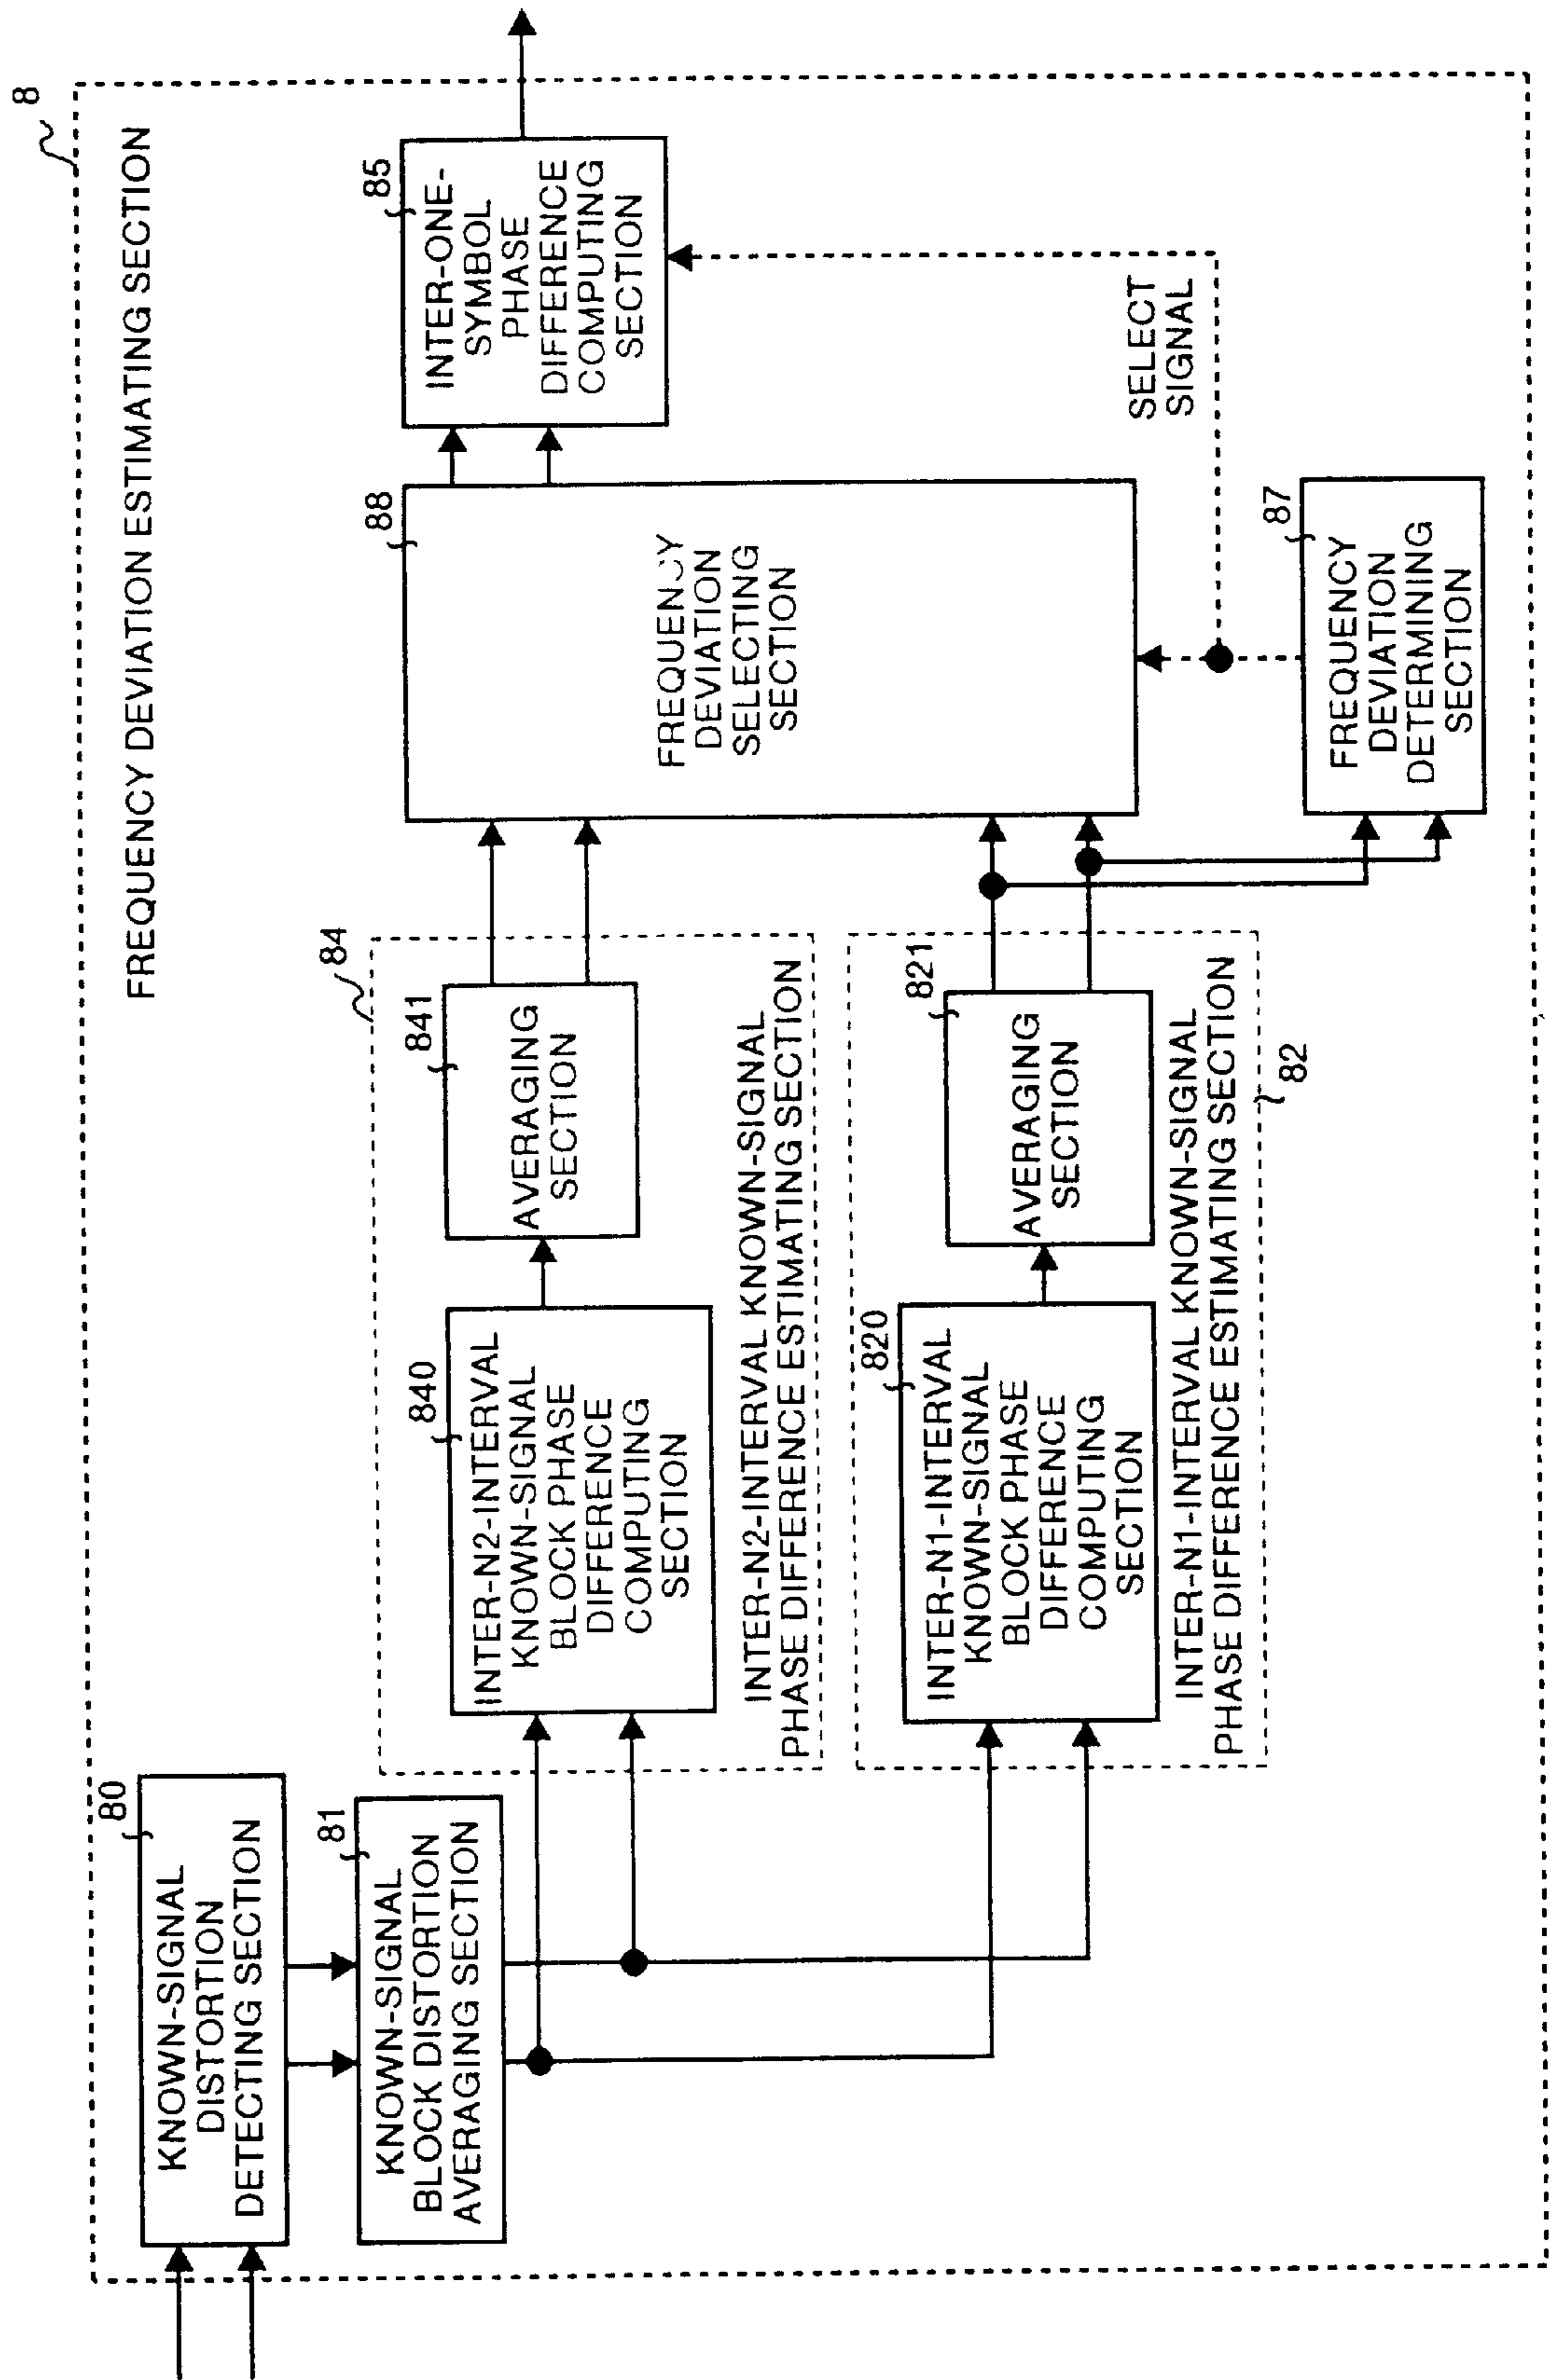 8
FREQUENCY DEVIATION ESTIMATING SECTION
80
KNOWN-SIGNAL
DISTORTION
DETECTING SECTION
81
KNOWN-SIGNAL
BLOCK DISTORTION
AVERAGING SECTION
84
840
INTER-N2-INTERVAL
KNOWN-SIGNAL
BLOCK PHASE
DIFFERENCE
COMPUTING
SECTION
841
AVERAGING
SECTION
INTER-N2-INTERVAL KNOWN-SIGNAL
PHASE DIFFERENCE ESTIMATING SECTION
820
INTER-N1-INTERVAL
KNOWN-SIGNAL
BLOCK PHASE
DIFFERENCE
COMPUTING
SECTION
821
AVERAGING
SECTION
INTER-N1-INTERVAL KNOWN-SIGNAL
PHASE DIFFERENCE ESTIMATING SECTION
82
88
FREQUENCY
DEVIATION
SELECTING
SECTION
85
INTER-ONE-
SYMBOL
PHASE
DIFFERENCE
COMPUTING
SECTION
SELECT
SIGNAL
87
FREQUENCY
DEVIATION
DETERMINING
SECTION